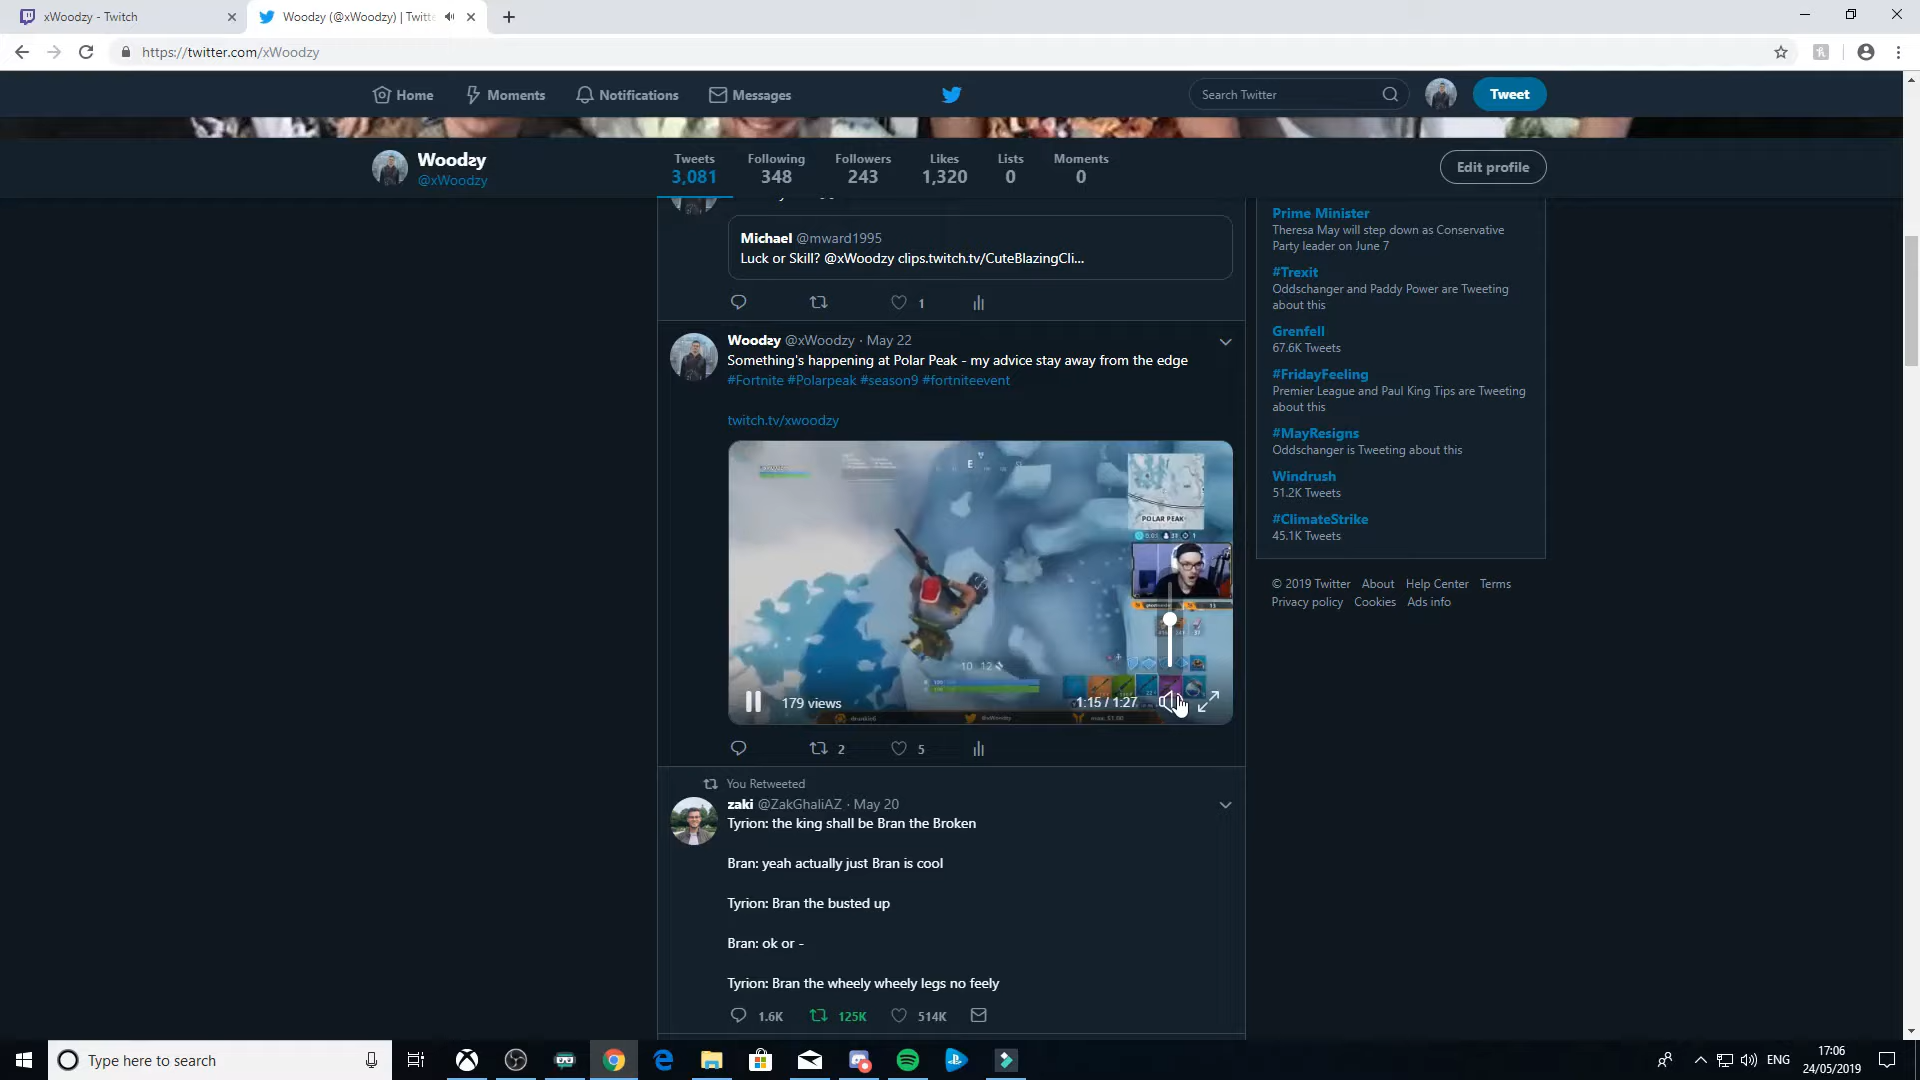 xWoodzy - Twitch
Woodzy (@xWoodzy) | Twitte
https://twitter.com/xWoodzy
Home
Moments
Notifications
Messages
Search Twitter
Tweet
Woodzy
@xWoodzy
Tweets
3,081
Following
348
Followers
243
Likes
1,320
Lists
0
Moments
0
Edit profile
Michael @mward1995
Luck or Skill? @xWoodzy clips.twitch.tv/CuteBlazingCli...
1
Woodzy @xWoodzy · May 22
Something's happening at Polar Peak - my advice stay away from the edge
#Fortnite #Polarpeak #season9 #fortniteevent
twitch.tv/xwoodzy
E
POLAR PEAK
10 12
179 views
1:15 / 1:27
@xWoodzy
2
5
You Retweeted
zaki @ZakGhaliAZ · May 20
Tyrion: the king shall be Bran the Broken
Bran: yeah actually just Bran is cool
Tyrion: Bran the busted up
Bran: ok or -
Tyrion: Bran the wheely wheely legs no feely
1.6K
125K
514K
Prime Minister
Theresa May will step down as Conservative
Party leader on June 7
#Trexit
Oddschanger and Paddy Power are Tweeting
about this
Grenfell
67.6K Tweets
#FridayFeeling
Premier League and Paul King Tips are Tweeting
about this
#MayResigns
Oddschanger is Tweeting about this
Windrush
51.2K Tweets
#ClimateStrike
45.1K Tweets
© 2019 Twitter About Help Center Terms
Privacy policy Cookies Ads info
Type here to search
ENG
17:06
24/05/2019